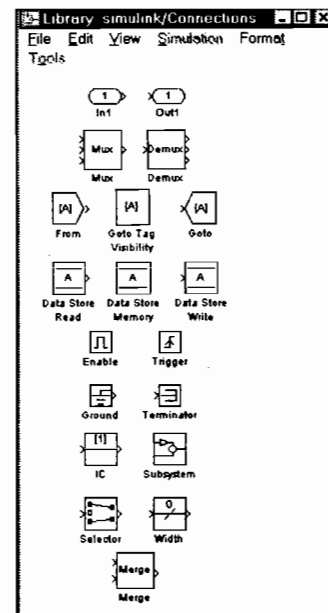 Library simulink/Connections
File Edit View Simulation Format
Tools
1 1
In1 Out1
Mux Demux
Mux Demux
[A] {A} [A]
From Goto Tag Goto
Visibility
A A A
Data Store Data Store Data Store
Read Memory Write
Enable Trigger
Ground Terminator
[1]
IC Subsystem
0
Selector Width
Merge
Merge